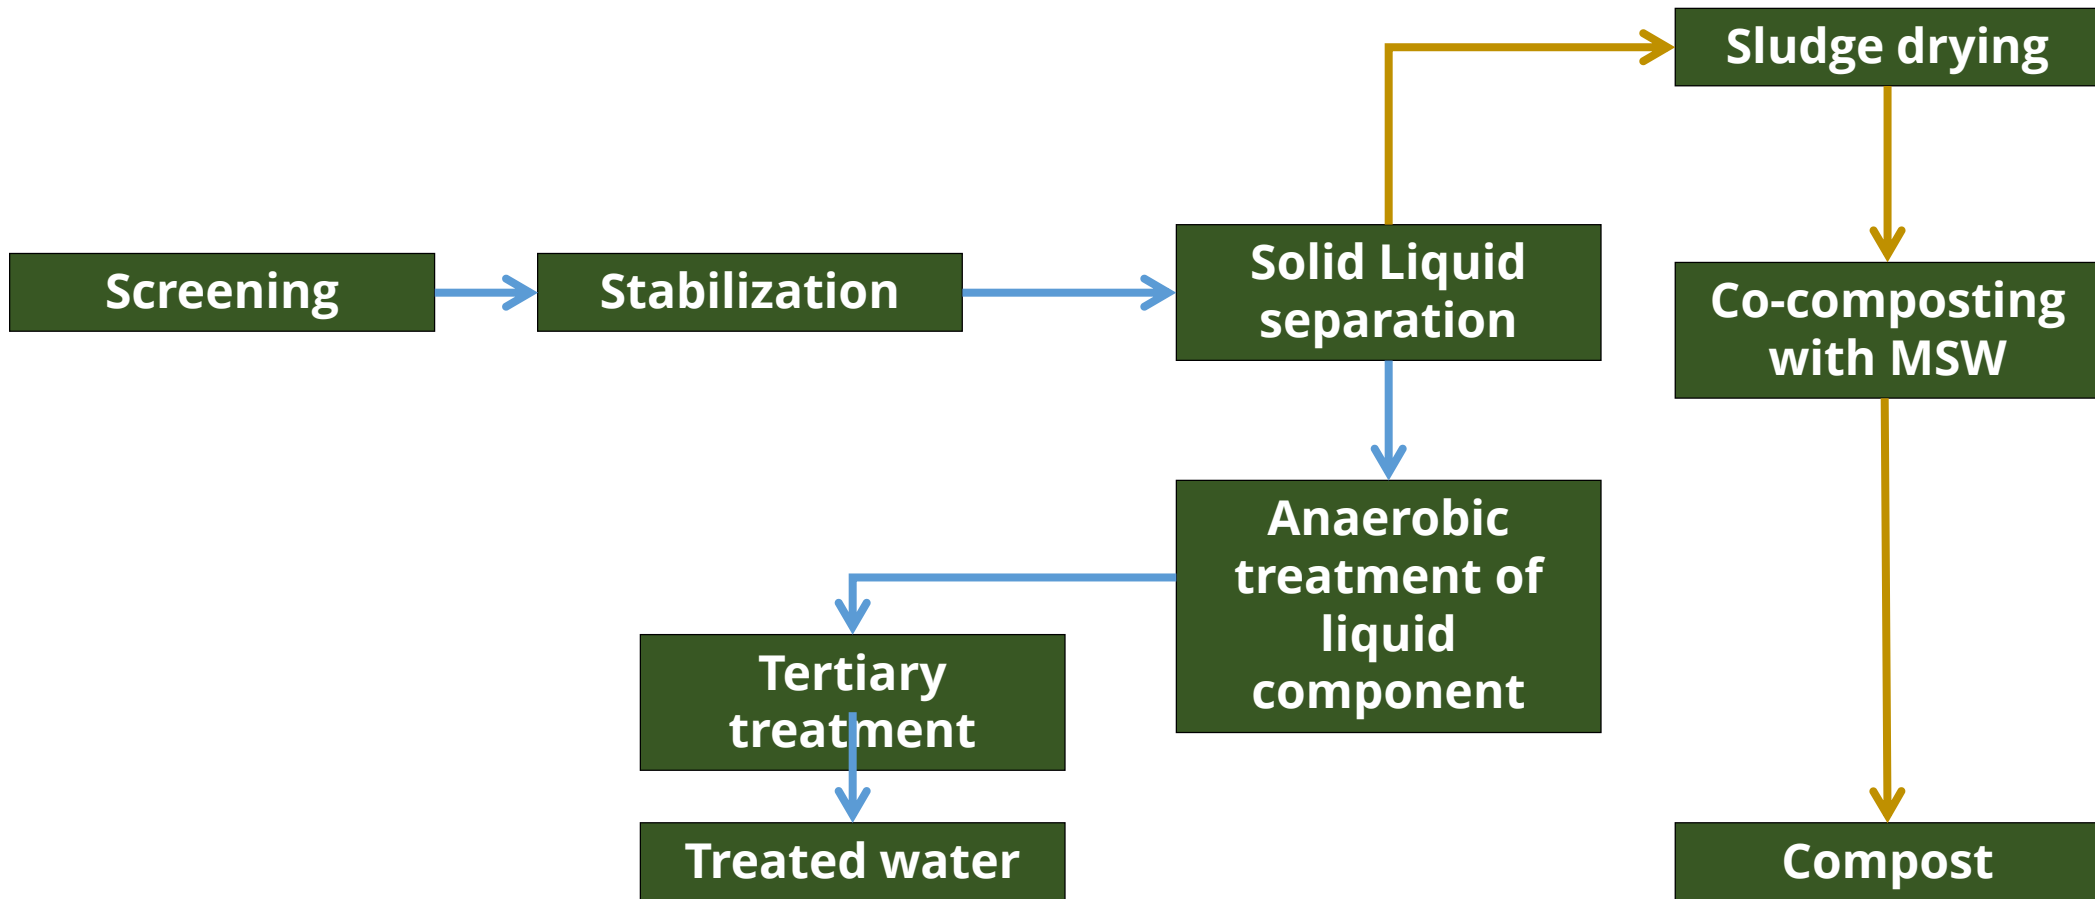 Sludge drying
Screening
Stabilization
Solid Liquid
separation
Co-composting
with MSW
Anaerobic
treatment of
liquid
component
Tertiary
treatment
Treated water
Compost